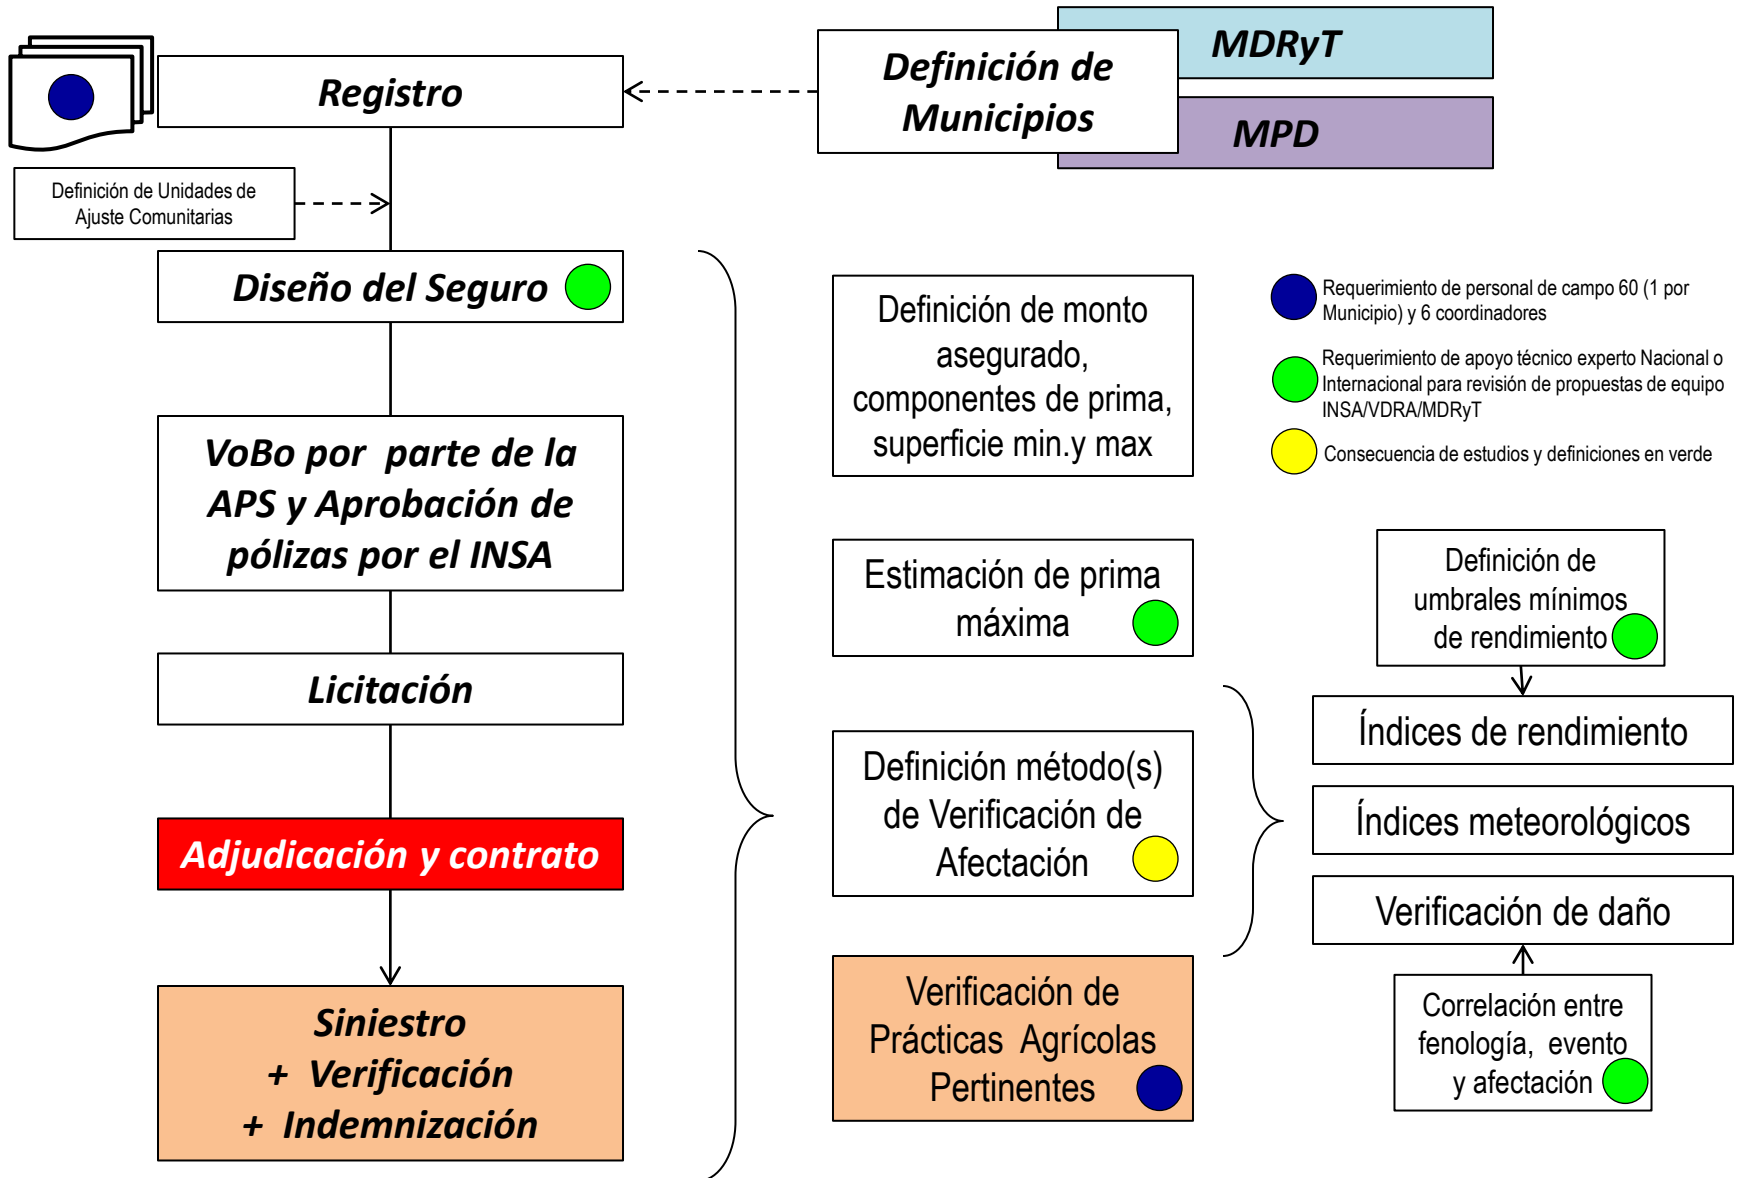 MDRyT
Definición de
Municipios
MPD
Registro
Definición de Unidades de
Ajuste Comunitarias
Diseño del Seguro
VoBo por parte de la
APS y Aprobación de
pólizas por el INSA
Licitación
Adjudicación y contrato
Siniestro
+ Verificación
+ Indemnización
Definición de monto
asegurado,
componentes de prima,
superficie min.y max
Estimación de prima
máxima
Definición método(s)
de Verificación de
Afectación
Verificación de
Prácticas Agrícolas
Pertinentes
Requerimiento de personal de campo 60 (1 por
Municipio) y 6 coordinadores
Requerimiento de apoyo técnico experto Nacional o
Internacional para revisión de propuestas de equipo
INSA/VDRA/MDRyT
Consecuencia de estudios y definiciones en verde
Definición de
umbrales mínimos
de rendimiento
Índices de rendimiento
Índices meteorológicos
Verificación de daño
Correlación entre
fenología, evento
y afectación